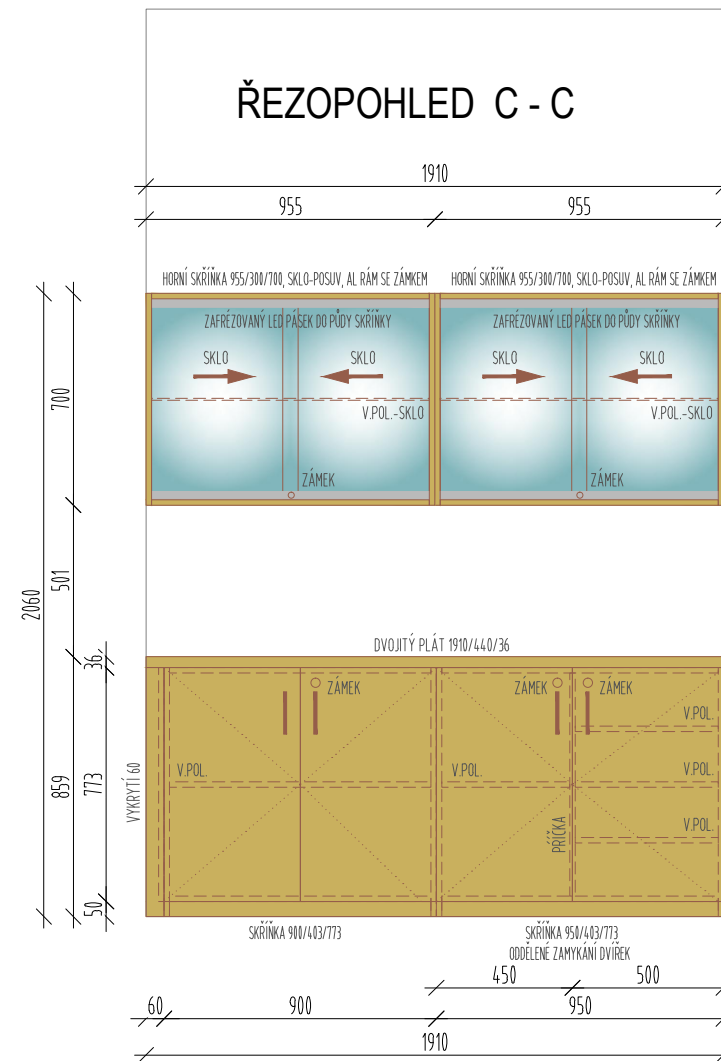 ŘEZOPOHLED C - C
1910
955 955
HORNÍ SKŘÍŇKA 955/300/700, SKLO-POSUV, AL RÁM SE ZÁMKEM
HORNÍ SKŘÍŇKA 955/300/700, SKLO-POSUV, AL RÁM SE ZÁMKEM
ZAFRÉZOVANÝ LED PÁSEK DO PŮDY SKŘÍŇKY
ZAFRÉZOVANÝ LED PÁSEK DO PŮDY SKŘÍŇKY
SKLO SKLO SKLO SKLO
V.POL.-SKLO V.POL.-SKLO
ZÁMEK ZÁMEK
700
501
2060
36
859
773
50
DVOJITÝ PLÁT 1910/440/36
ZÁMEK ZÁMEK ZÁMEK
V.POL.
V.POL. V.POL. V.POL.
V.POL.
VYKRYTÍ 60
PŘÍČKA
SKŘÍŇKA 900/403/773
SKŘÍŇKA 950/403/773
ODDĚLENÉ ZAMYKÁNÍ DVÍŘEK
450 500
60 900 950
1910